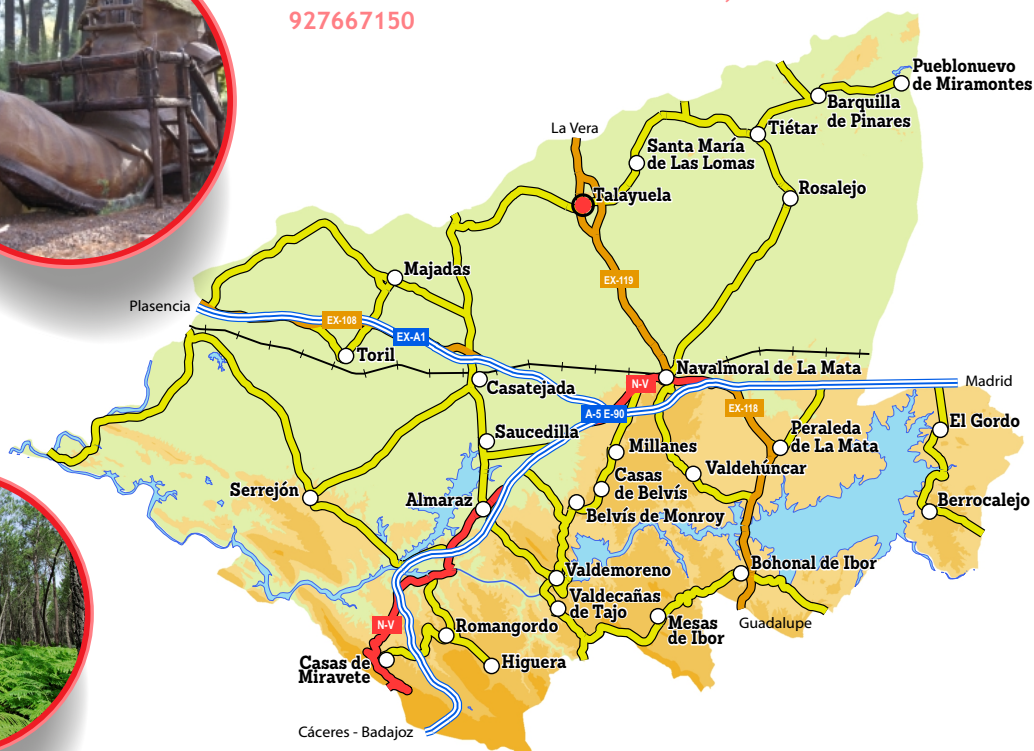 927667150
Pueblonuevo
de Miramontes
Barquilla
de Pinares
La Vera
Tiétar
Santa María
de Las Lomas
Rosalejo
Talayuela
Majadas
EX-119
Plasencia
EX-108
EX-A1
Toril
Navalmoral de La Mata
Casatejada
N-V
Madrid
A-5 E-90
EX-118
El Gordo
Saucedilla
Peraleda
de La Mata
Millanes
Valdehúncar
Casas
de Belvís
Serrejón
Almaraz
Berrocalejo
Belvís de Monroy
Valdemoreno
Bohonal de Ibor
Valdecañas
de Tajo
Mesas
de Ibor
Guadalupe
N-V
Romangordo
Casas de
Miravete
Higuera
Cáceres - Badajoz